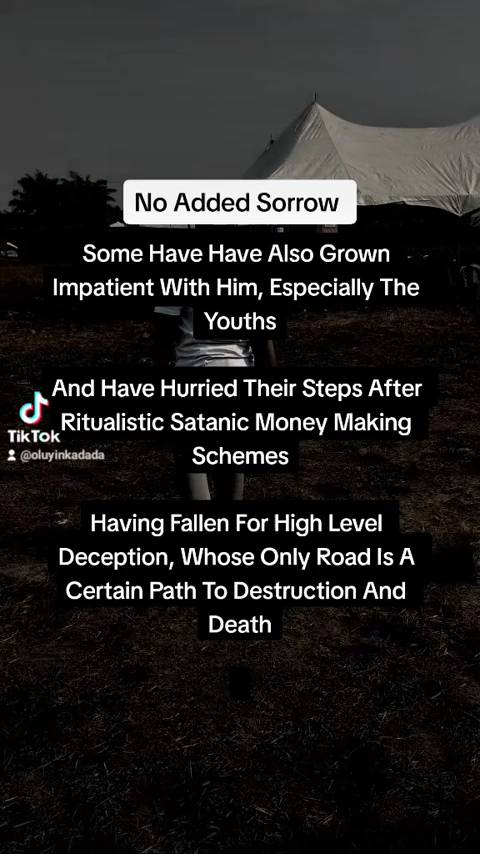 No Added Sorrow
Some Have Have Also Grown
Impatient With Him, Especially The
Youths
And Have Hurried Their Steps After
Ritualistic Satanic Money Making
Schemes
Having Fallen For High Level
Deception, Whose Only Road Is A
Certain Path To Destruction And
Death
TikTok
@oluyinkadada